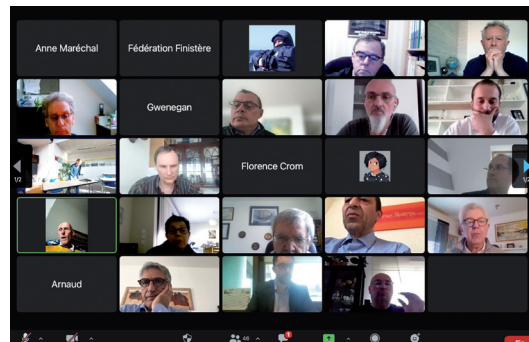 Anne Maréchal
Fédération Finistère
Gwenegan
Florence Crom
1/2
1/2
Arnaud